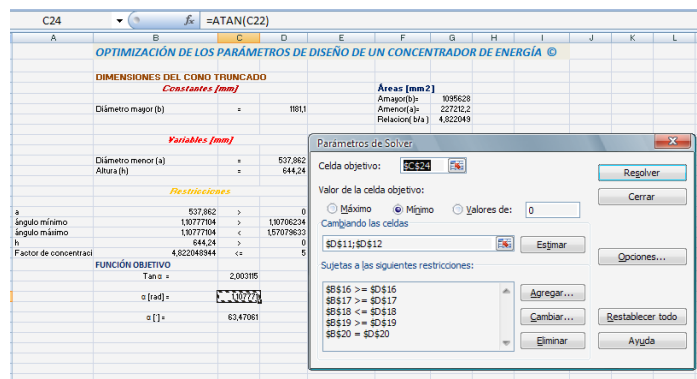 C24 fx =ATAN(C22)
A B C D E F G H I J K L
OPTIMIZACIÓN DE LOS PARÁMETROS DE DISEÑO DE UN CONCENTRADOR DE ENERGÍA ©
DIMENSIONES DEL CONO TRUNCADO
Constantes [mm]
Áreas [mm2]
Amayor(b)= 1095628
Diámetro mayor (b) = 1181,1
Amenor(a)= 227212,2
Relacion( b/a ) 4,822049
Variables [mm]
Diámetro menor (a) = 537,862
Altura (h) = 644,24
Restricciones
a 537,862 > 0
ángulo mínimo 1,10777104 > 1,10706234
ángulo máximo 1,10777104 < 1,57079633
h 644,24 > 0
Factor de concentraci 4,822048944 <= 5
FUNCIÓN OBJETIVO
Tan α = 2,003115
α [rad] = 1,107771
α [°] = 63,47061
Parámetros de Solver
Celda objetivo: $C$24
Valor de la celda objetivo:
Máximo Mínimo Valores de: 0
Cambiando las celdas
$D$11;$D$12 Estimar
Sujetas a las siguientes restricciones:
$B$16 >= $D$16
$B$17 >= $D$17
$B$18 <= $D$18
$B$19 >= $D$19
$B$20 = $D$20
Agregar...
Cambiar...
Eliminar
Resolver
Cerrar
Opciones...
Restablecer todo
Ayuda